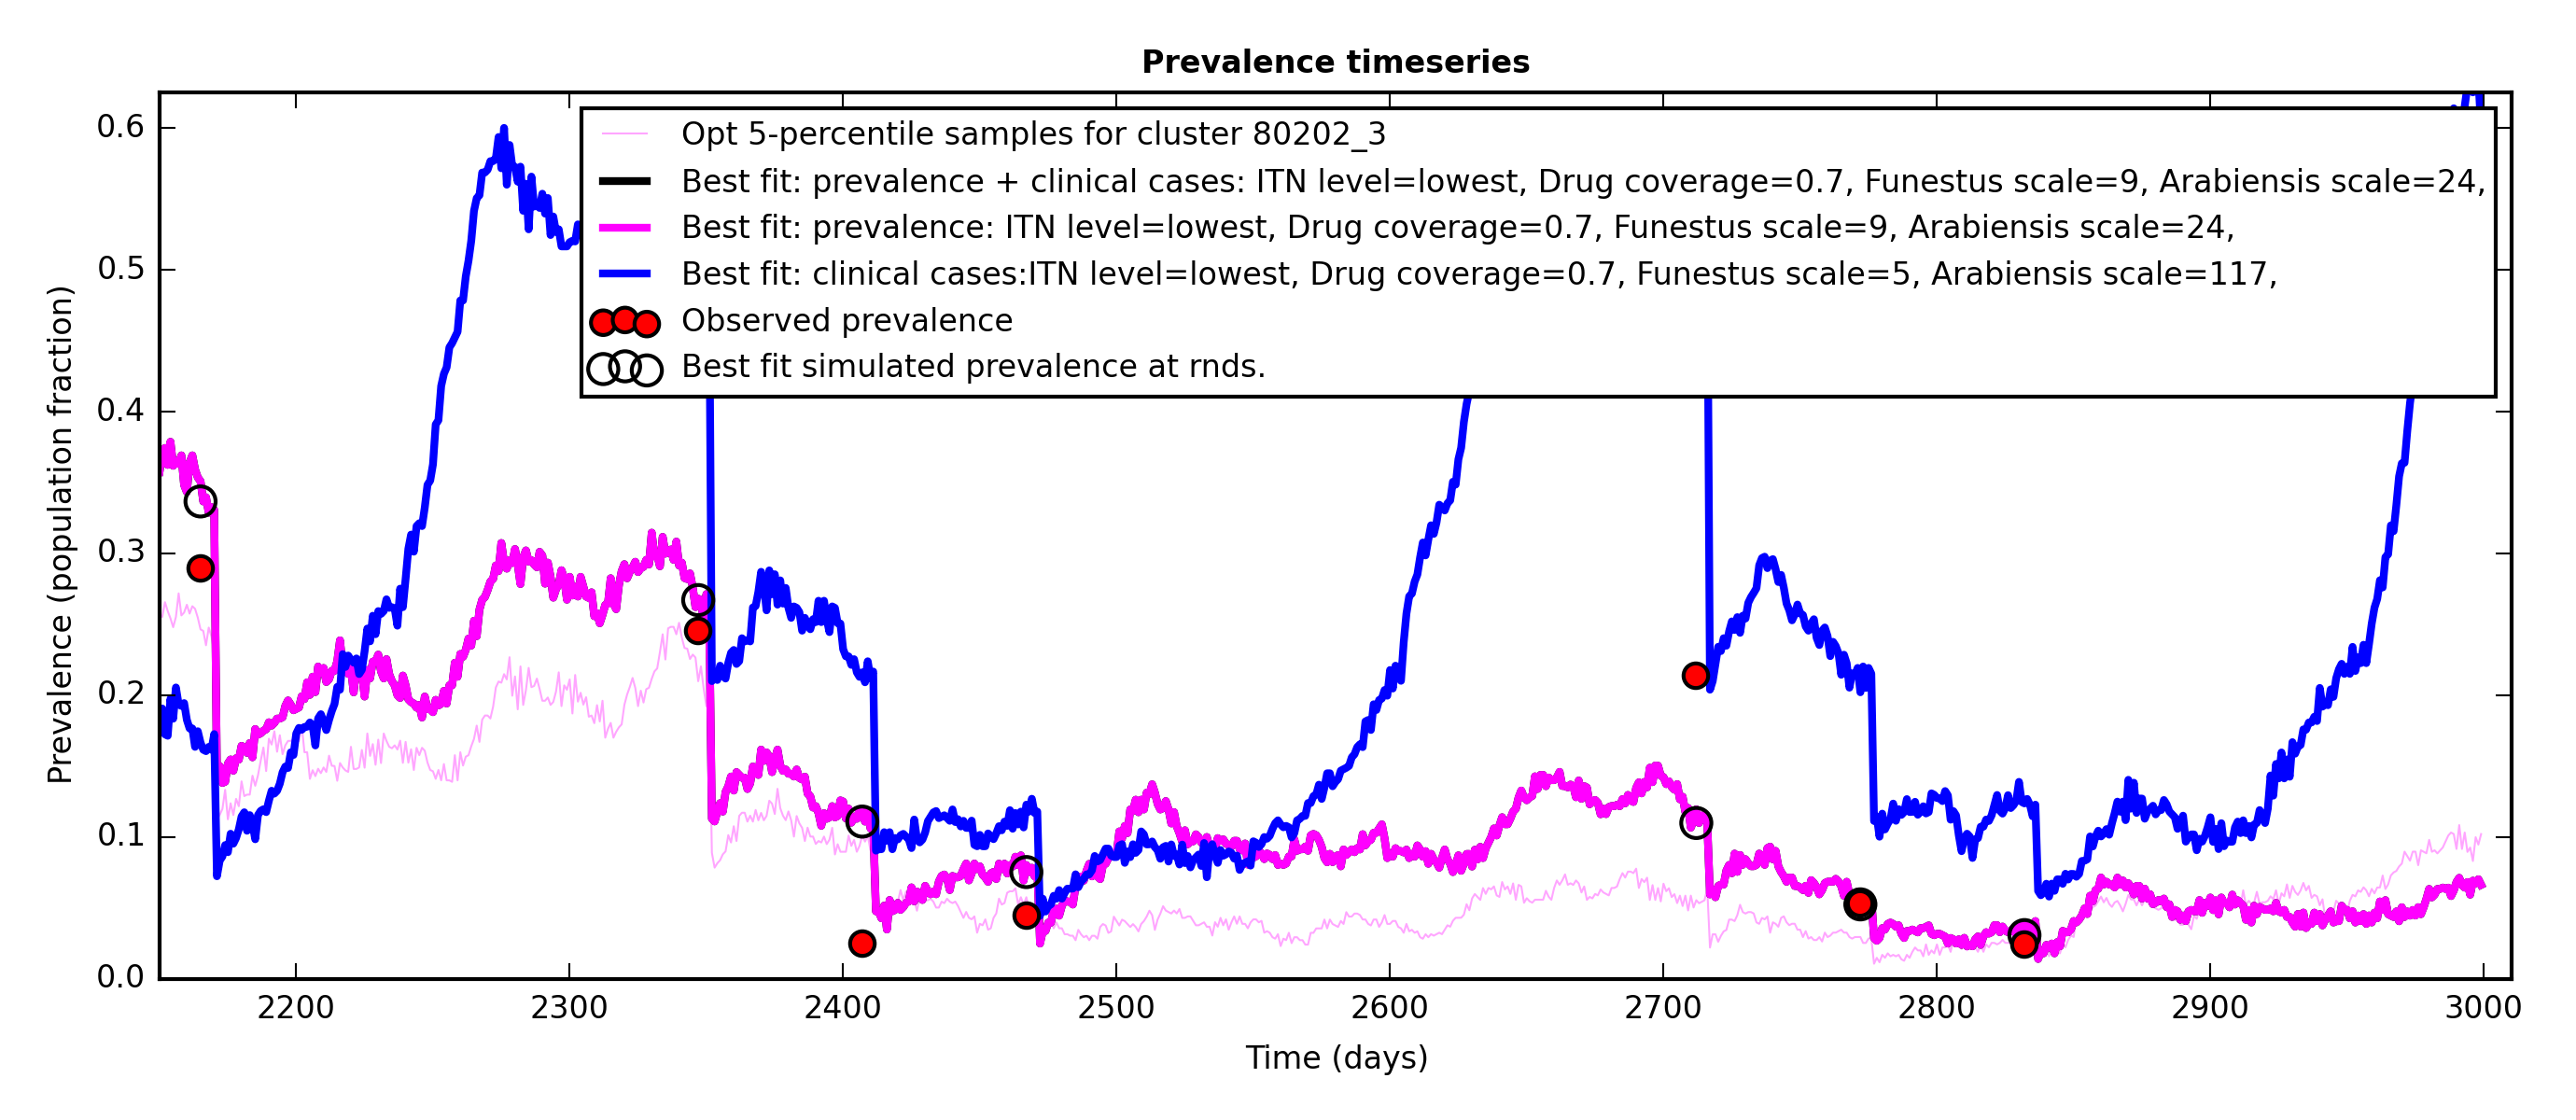 Prevalence timeseries
Opt 5-percentile samples for cluster 80202_3
Best fit: prevalence + clinical cases: ITN level=lowest, Drug coverage=0.7, Funestus scale=9, Arabiensis scale=24,
Best fit: prevalence: ITN level=lowest, Drug coverage=0.7, Funestus scale=9, Arabiensis scale=24,
Best fit: clinical cases:ITN level=lowest, Drug coverage=0.7, Funestus scale=5, Arabiensis scale=117,
Observed prevalence
Best fit simulated prevalence at rnds.
Prevalence (population fraction)
0.6
0.5
0.4
0.3
0.2
0.1
0.0
2200 2300 2400 2500 2600 2700 2800 2900 3000
Time (days)